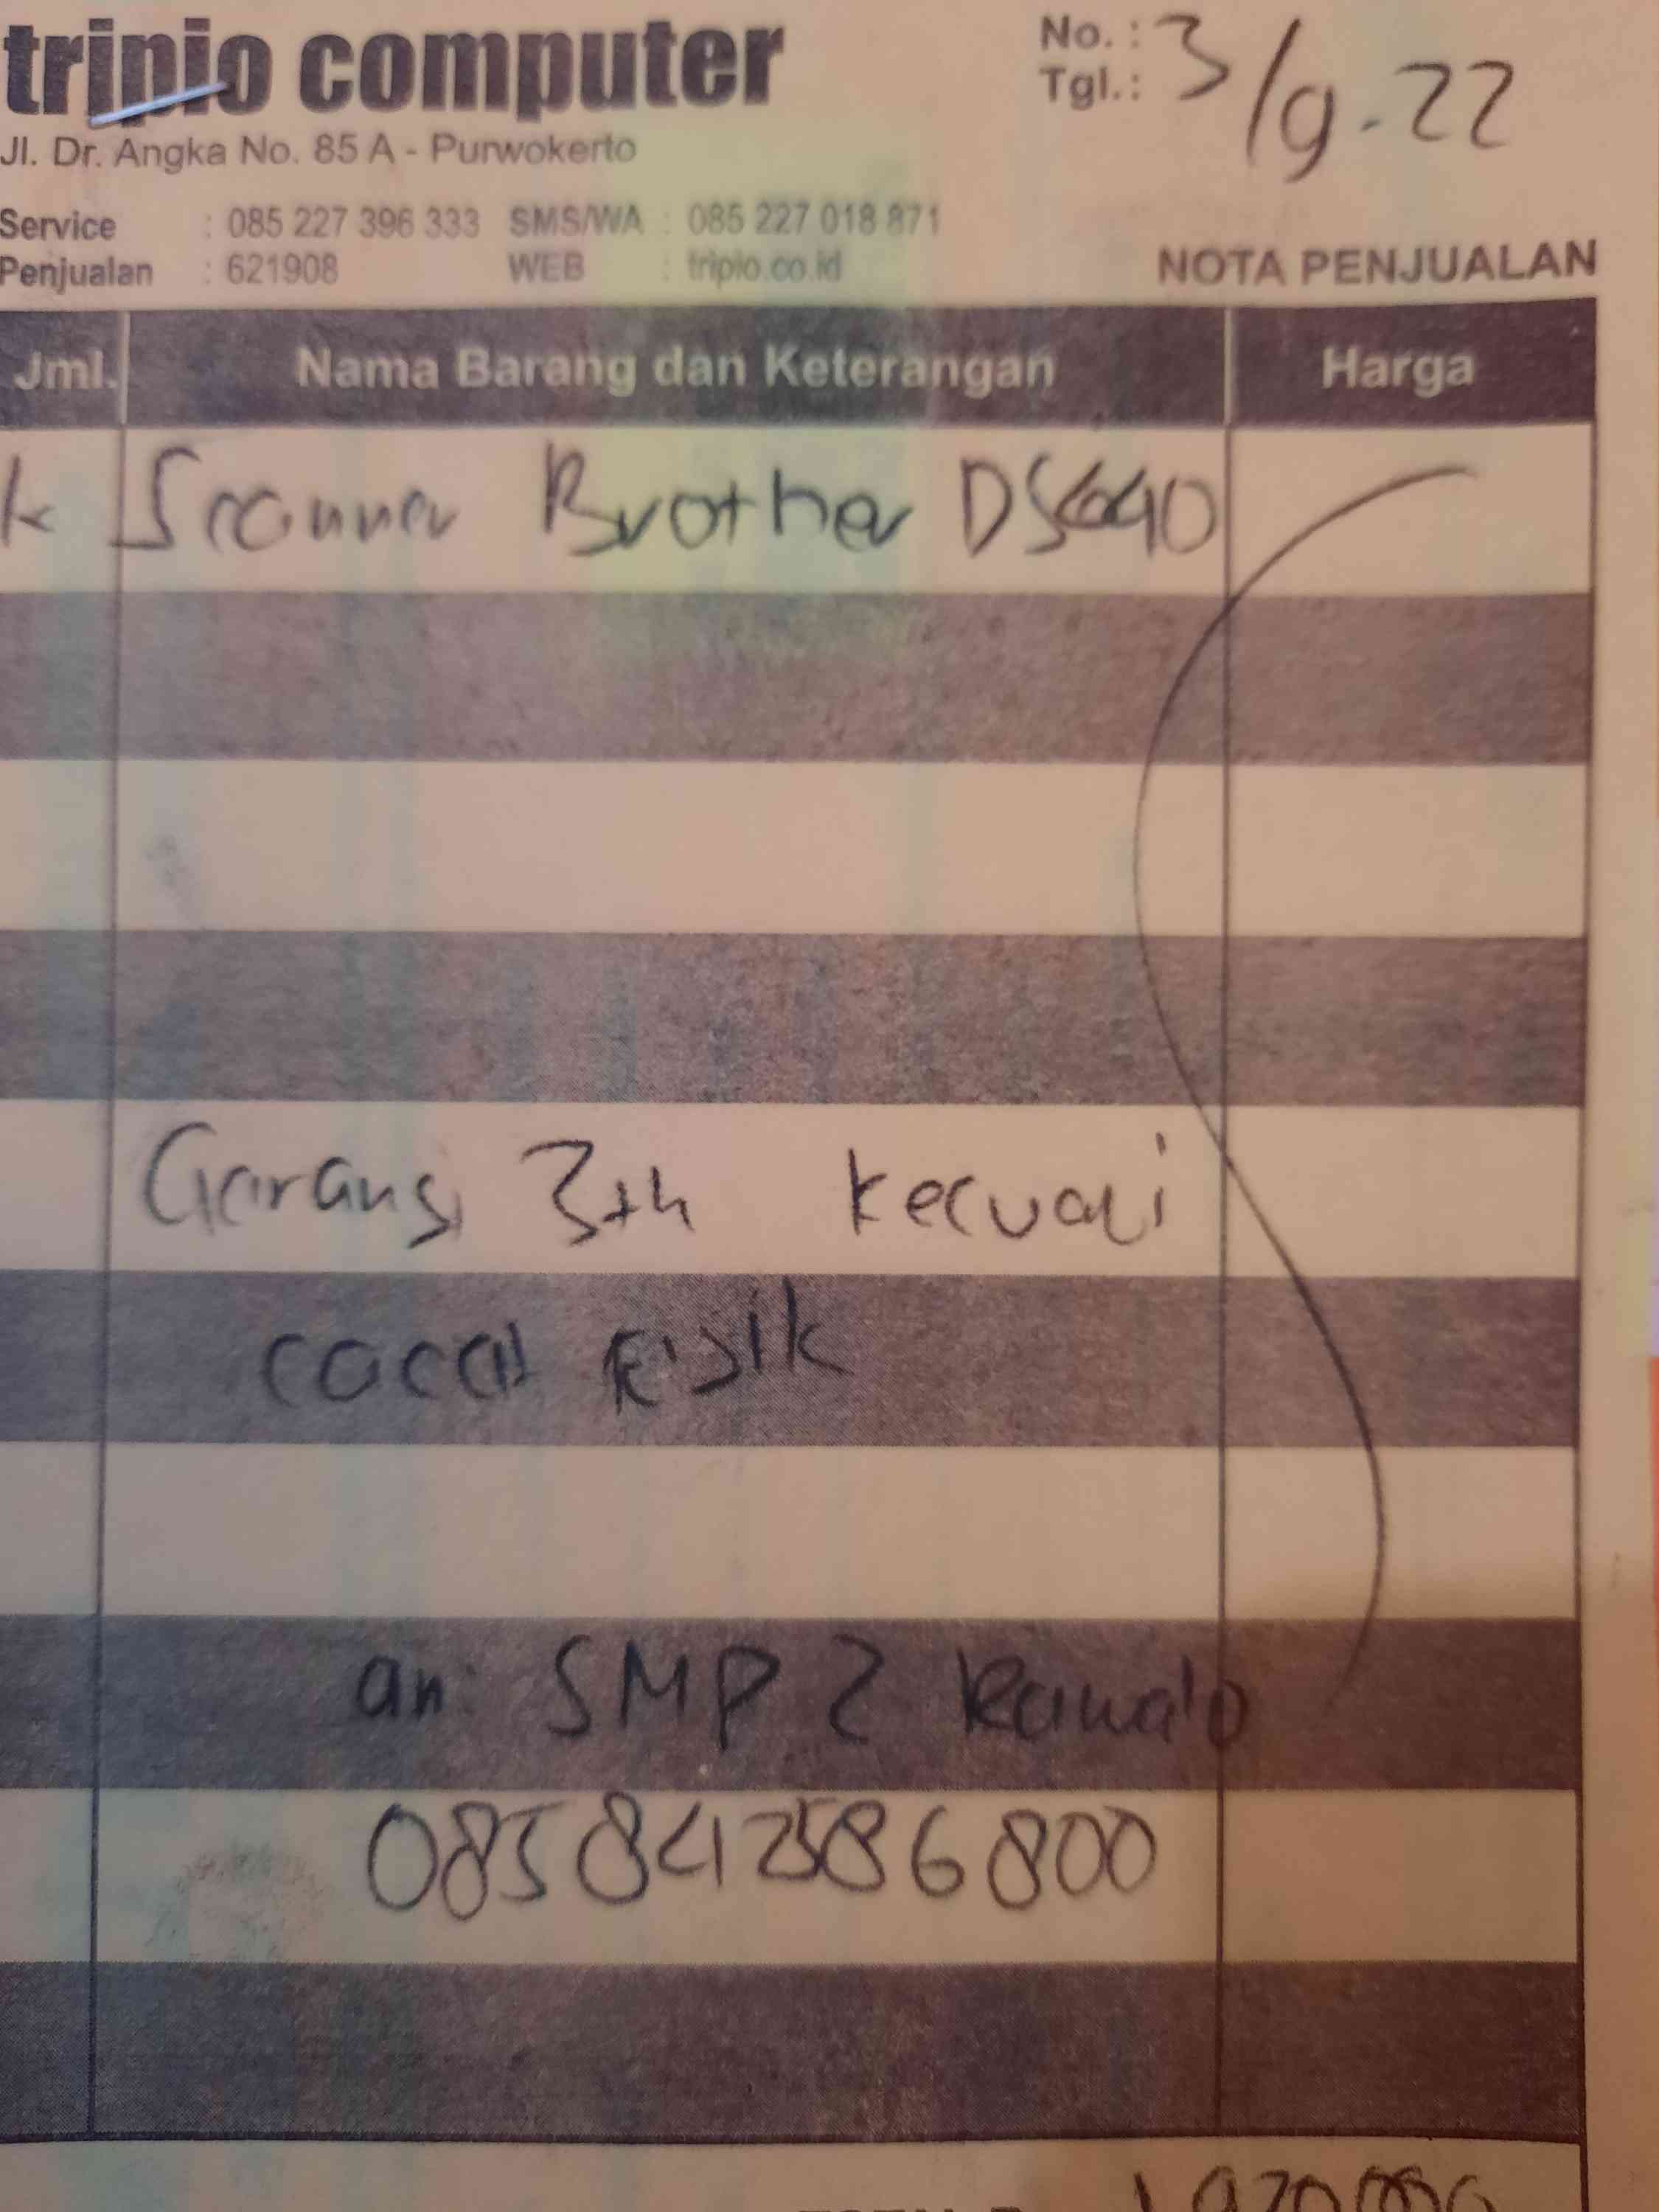 tripio computer
No. :
Tgl. : 3/9-22
Jl. Dr. Angka No. 85 A - Purwokerto
Service : 085 227 396 333 SMS/WA : 085 227 018 871
Penjualan : 621908 WEB : tripio.co.id
NOTA PENJUALAN
Jml. Nama Barang dan Keterangan Harga
Scanner Brother DS640
Garansi 3th kecuali
cacat Fisik
an: SMP 2 Rawalo
085842586800